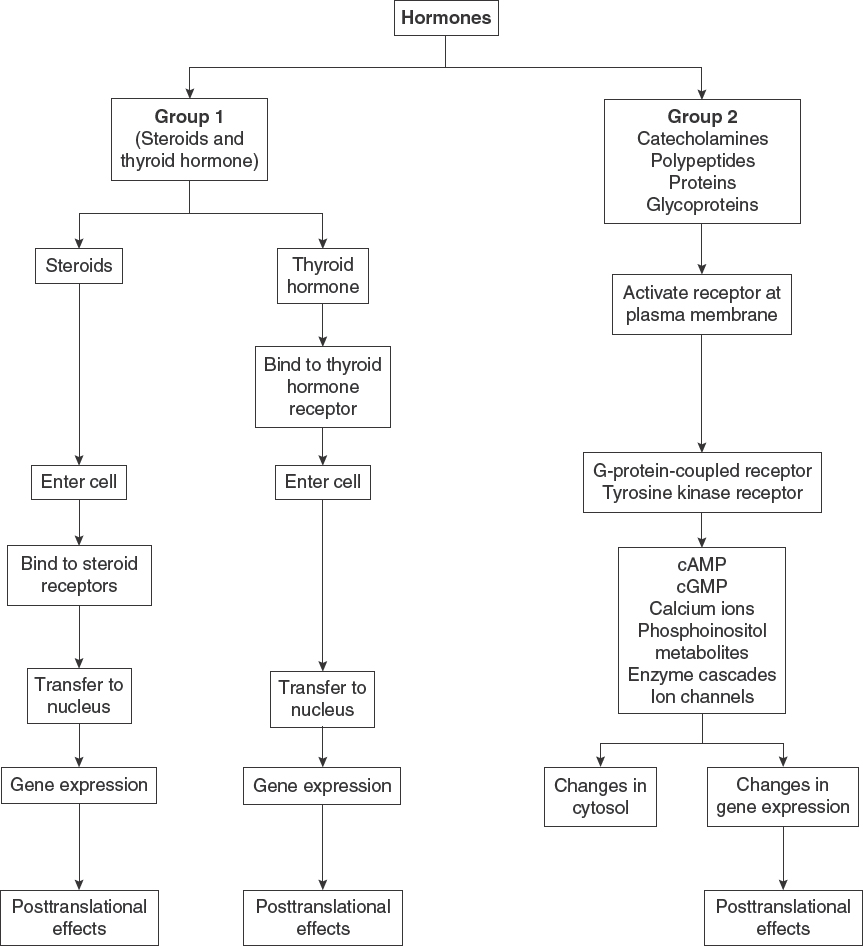 Hormones
Group 1
(Steroids and
thyroid hormone)
Group 2
Catecholamines
Polypeptides
Proteins
Glycoproteins
Steroids
Thyroid
hormone
Activate receptor at
plasma membrane
Bind to thyroid
hormone
receptor
Enter cell
Enter cell
G-protein-coupled receptor
Tyrosine kinase receptor
Bind to steroid
receptors
cAMP
cGMP
Calcium ions
Phosphoinositol
metabolites
Enzyme cascades
Ion channels
Transfer to
nucleus
Transfer to
nucleus
Gene expression
Gene expression
Changes in
cytosol
Changes in
gene expression
Posttranslational
effects
Posttranslational
effects
Posttranslational
effects